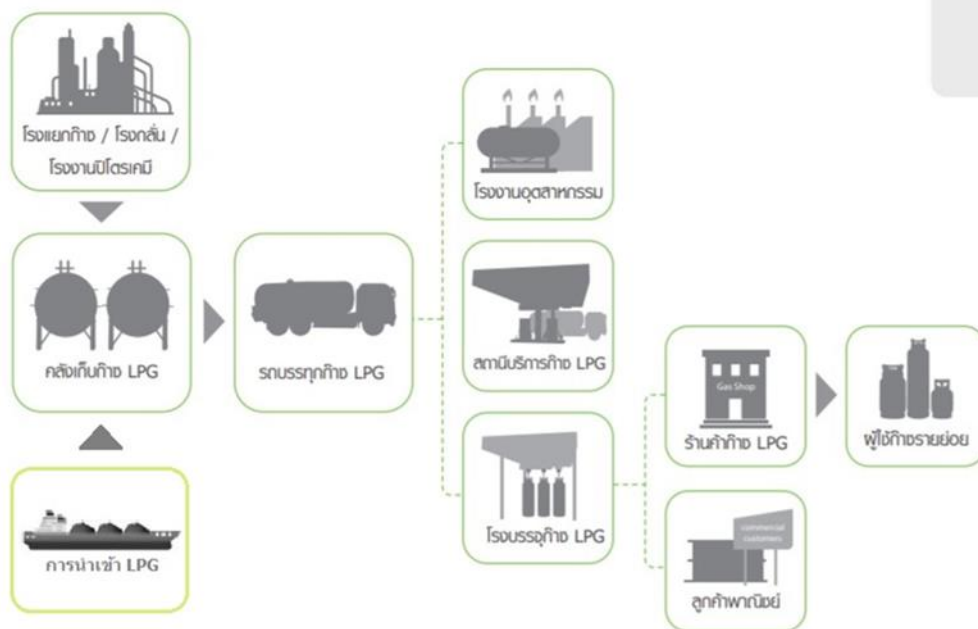 โรงแยกก๊าซ / โรงกลั่น /
โรงงานปิโตรเคมี
คลังเก็บก๊าซ LPG
การนำเข้า LPG
รถบรรทุกก๊าซ LPG
โรงงานอุตสาหกรรม
สถานีบริการก๊าซ LPG
โรงบรรจุก๊าซ LPG
Gas Shop
ร้านค้าก๊าซ LPG
commercial
customers
ลูกค้าพาณิชย์
ผู้ใช้ก๊าซรายย่อย